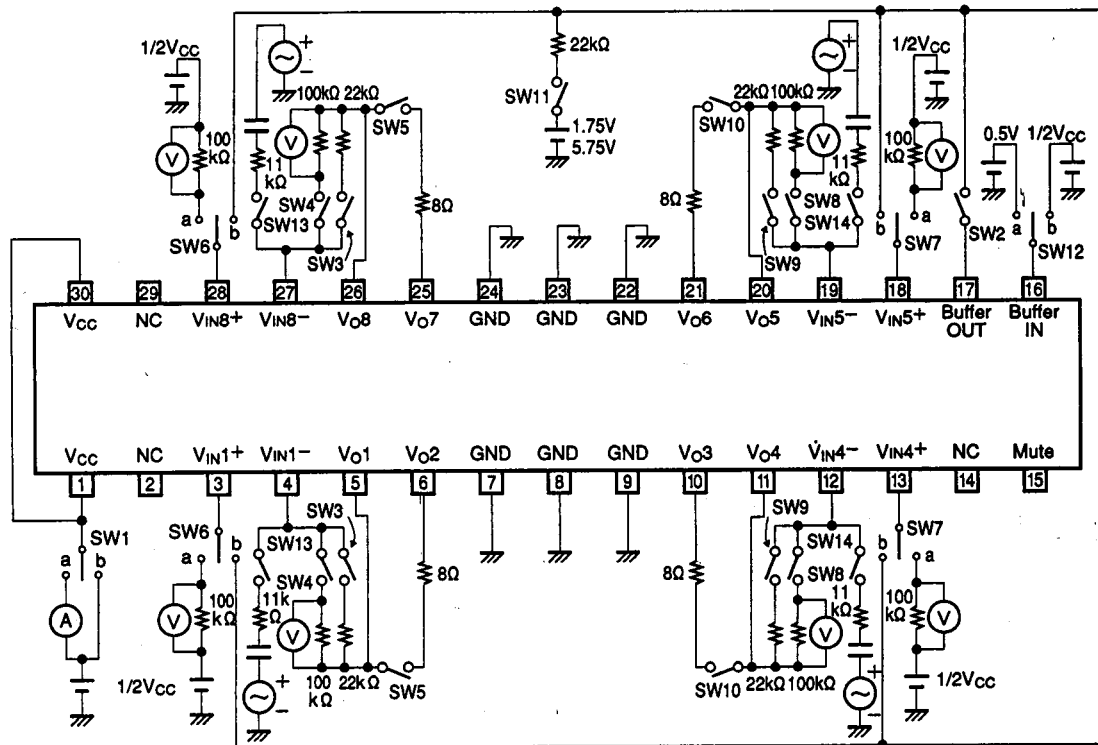 1/2VCC
+
−
22kΩ
SW11
1.75V
5.75V
100kΩ 22kΩ
SW5
V
100
kΩ
11
kΩ
V
SW4
SW13
SW3
8Ω
a
b
SW6
+
−
1/2VCC
22kΩ 100kΩ
SW10
V
SW8
SW14
SW9
11
kΩ
8Ω
100
kΩ
V
0.5V
1/2VCC
b
a
SW7
SW2
a
b
SW12
30 29 28 27 26 25 24 23 22 21 20 19 18 17 16
VCC NC VIN8+ VIN8− VO8 VO7 GND GND GND VO6 VO5 VIN5− VIN5+ Buffer OUT Buffer IN
VCC NC VIN1+ VIN1− VO1 VO2 GND GND GND VO3 VO4 VIN4− VIN4+ NC Mute
1 2 3 4 5 6 7 8 9 10 11 12 13 14 15
SW1
a
b
A
SW6
a
b
V
100
kΩ
1/2VCC
SW3
SW13
SW4
11k
Ω
V
100
kΩ
22kΩ
SW5
8Ω
+
−
8Ω
SW9
SW14
SW8
SW10
22kΩ 100kΩ
V
11
kΩ
+
−
SW7
b
a
100
kΩ
V
1/2VCC